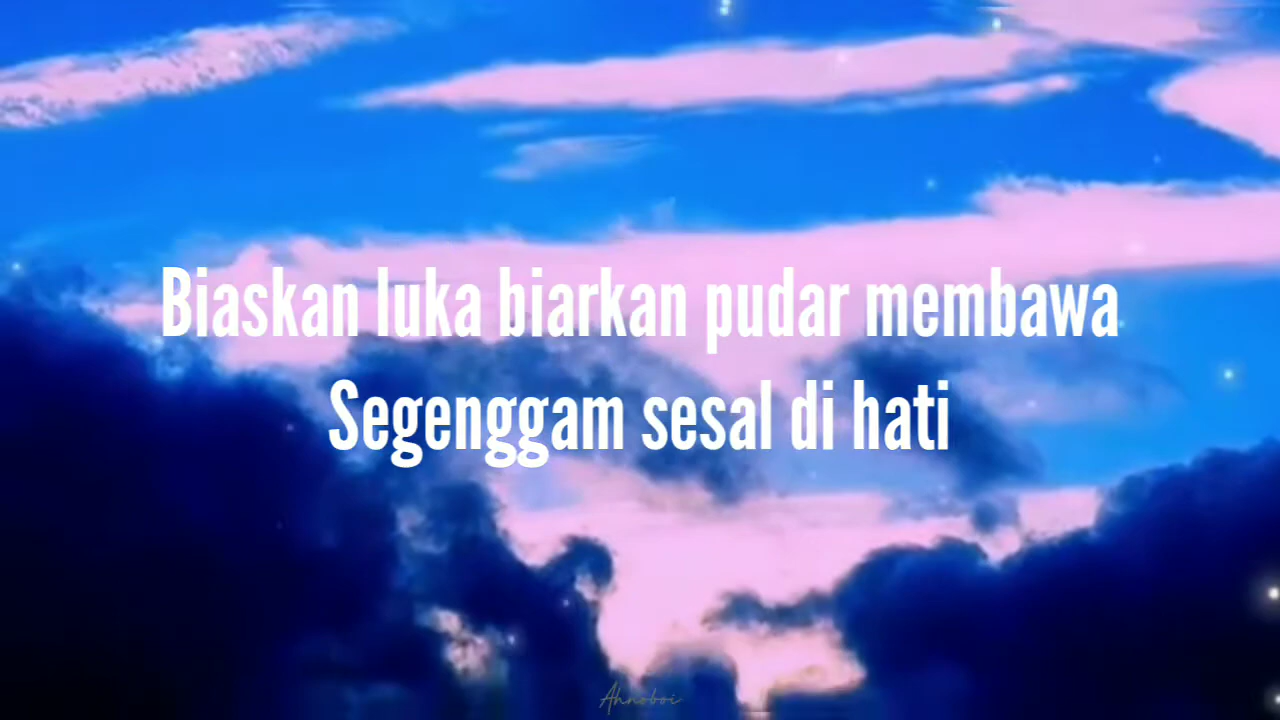 Biaskan luka biarkan pudar membawa
Segenggam sesal di hati
Ahnoboi